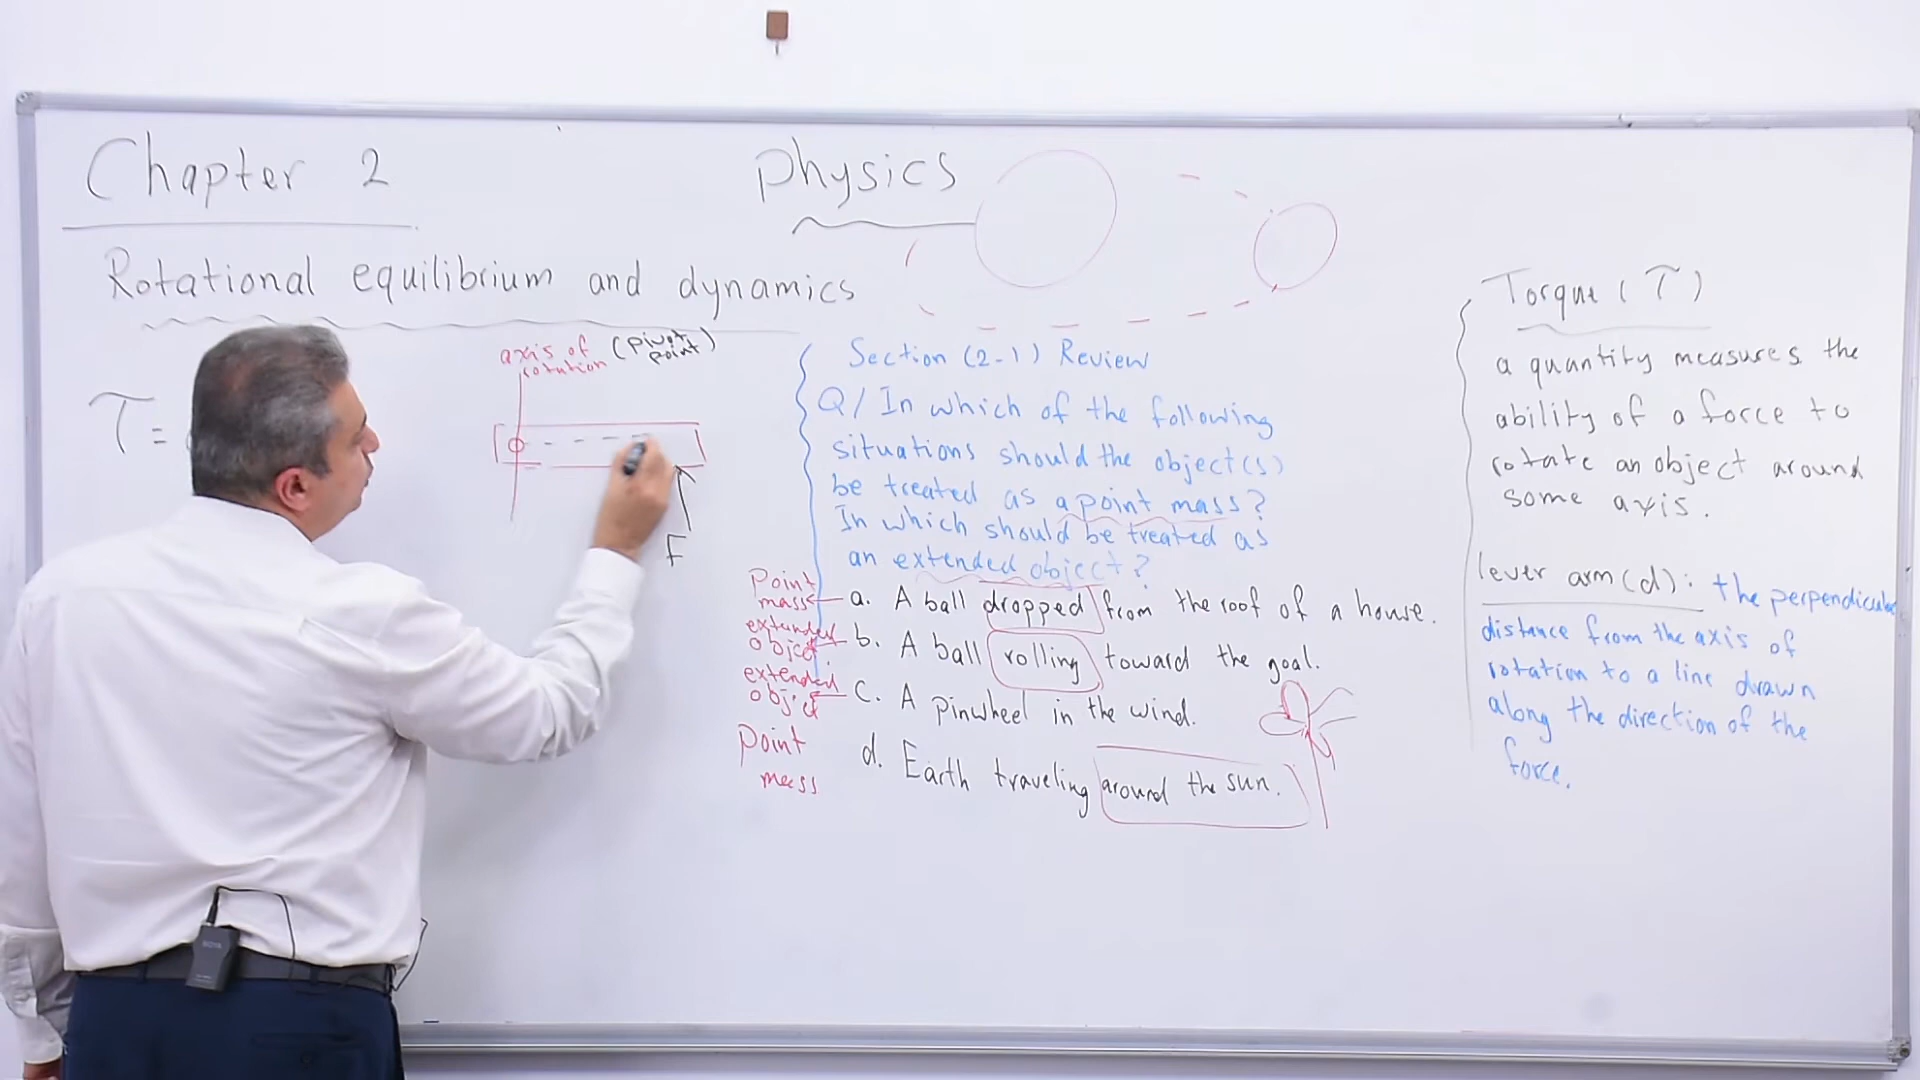 Chapter 2
Physics
Rotational equilibrium and dynamics
τ =
axis of
rotation
(pivot
point)
F
Section (2-1) Review
Q/ In which of the following
situations should the object(s)
be treated as a point mass?
In which should be treated as
an extended object?
Point
mass
a. A ball dropped from the roof of a house.
extended
object
b. A ball rolling toward the goal.
extended
object
c. A pinwheel in the wind.
Point
mass
d. Earth traveling around the sun.
Torque (τ)
a quantity measures the
ability of a force to
rotate an object around
some axis.
lever arm (d): the perpendicular
distance from the axis of
rotation to a line drawn
along the direction of the
force.
BOYA